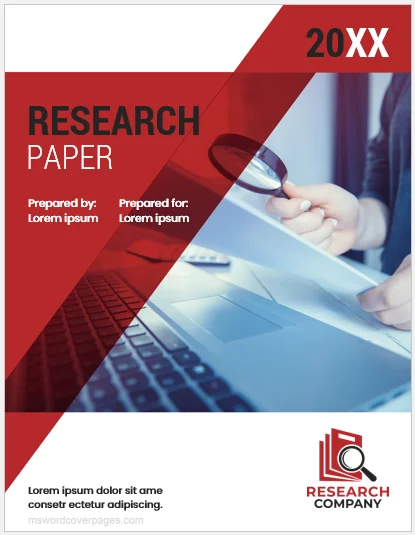 20XX
RESEARCH
PAPER
Prepared by: Prepared for:
Lorem ipsum Lorem ipsum
Lorem ipsum dolor sit ame
consetr ectetur adipiscing.
mswordcoverpages.com
RESEARCH
COMPANY